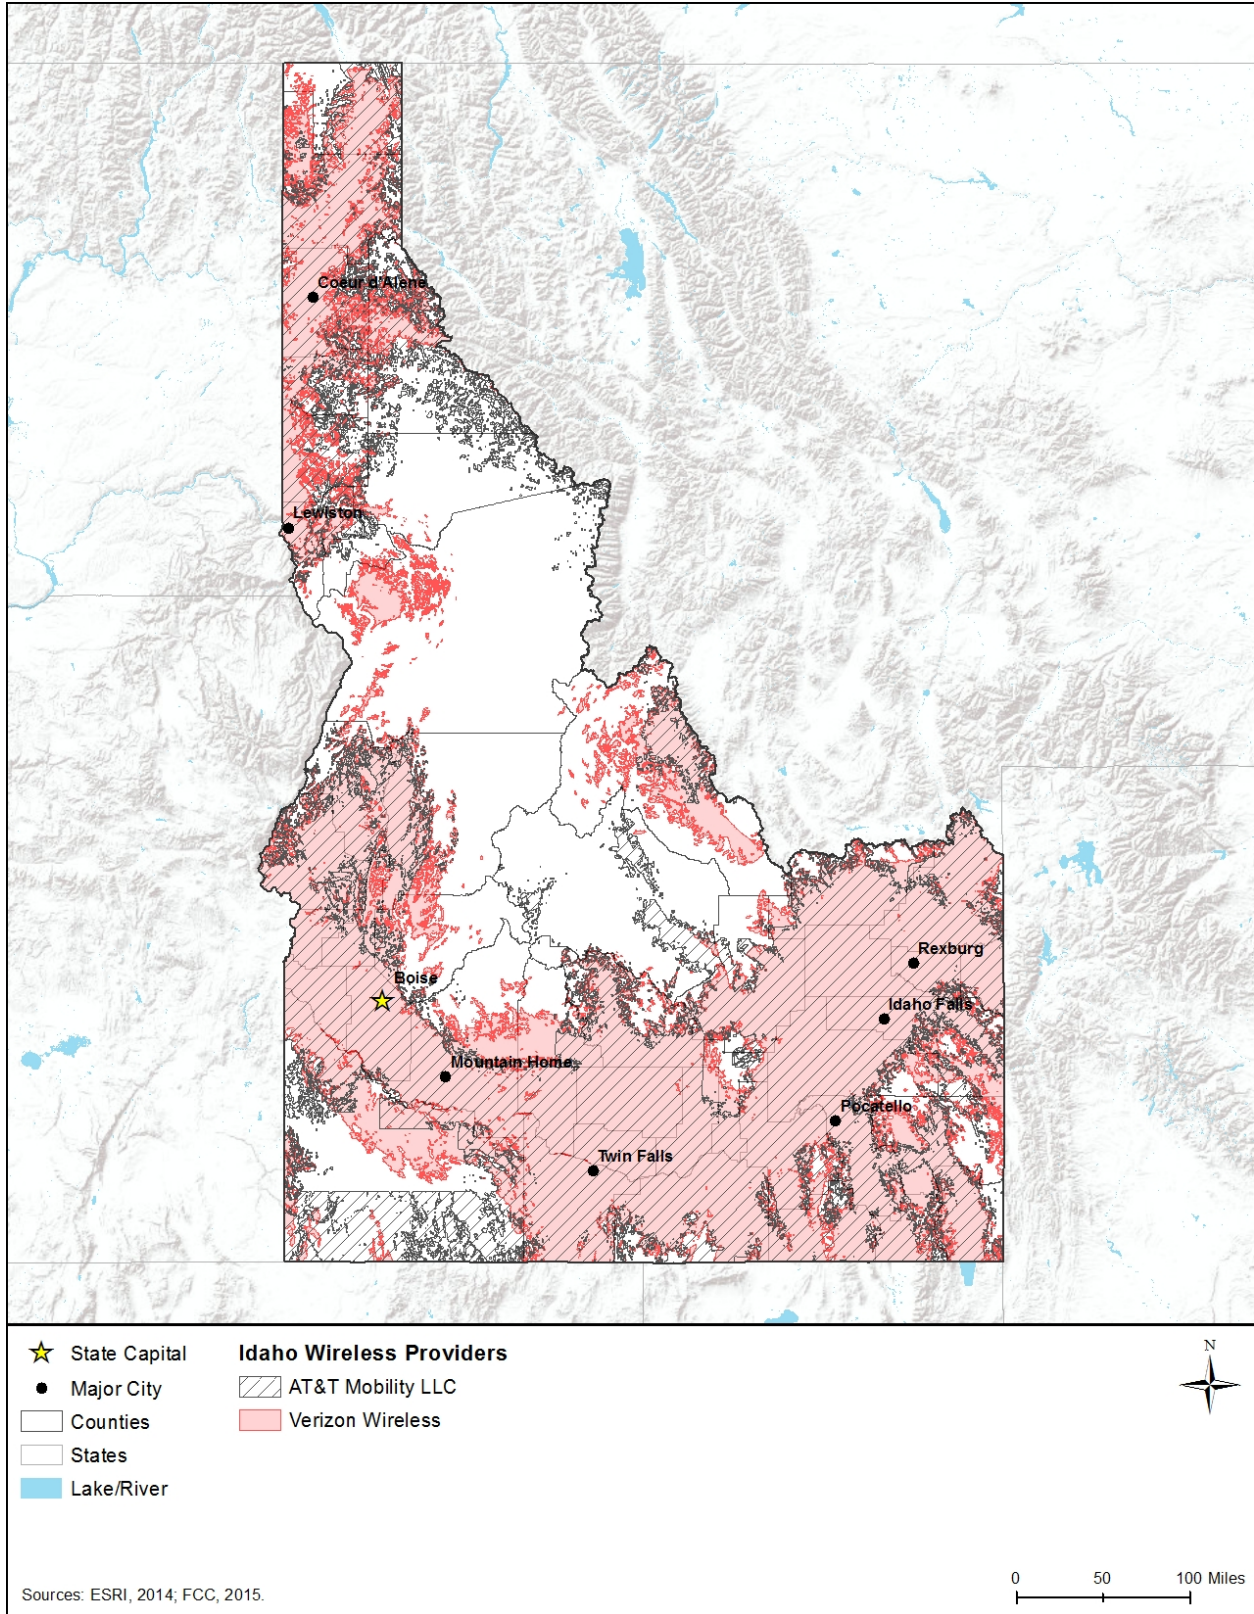 Coeur d'Alene
Lewiston
Rexburg
Boise
Idaho Falls
Mountain Home
Pocatello
Twin Falls
State Capital
Major City
Counties
States
Lake/River
Idaho Wireless Providers
AT&T Mobility LLC
Verizon Wireless
N
0 50 100 Miles
Sources: ESRI, 2014; FCC, 2015.